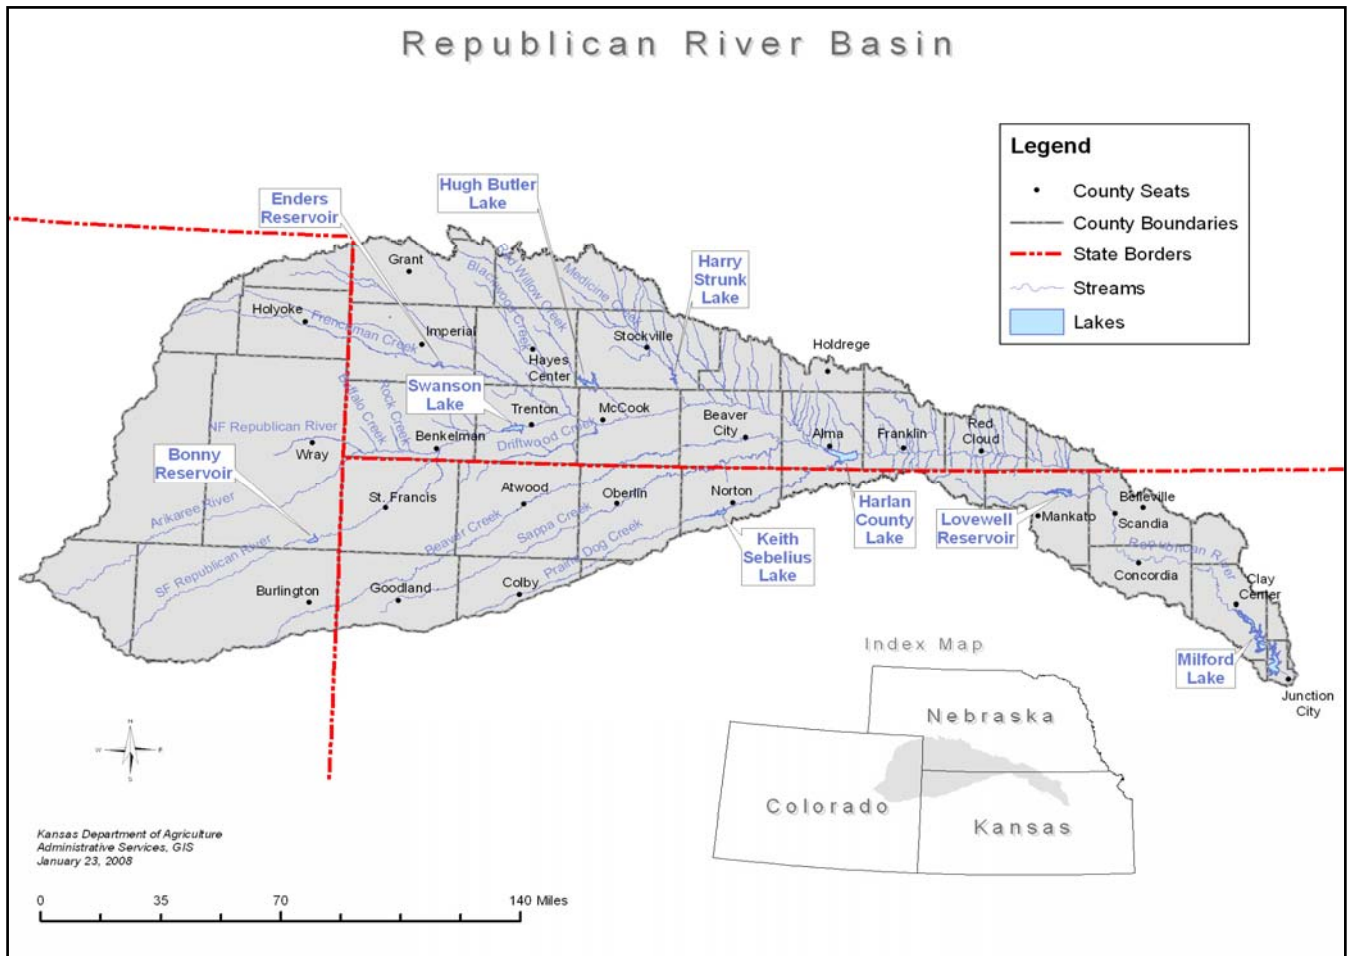 Republican River Basin
Legend
County Seats
County Boundaries
State Borders
Streams
Lakes
Enders
Reservoir
Hugh Butler
Lake
Harry
Strunk
Lake
Swanson
Lake
Bonny
Reservoir
Keith
Sebelius
Lake
Harlan
County
Lake
Lovewell
Reservoir
Milford
Lake
Grant
Holyoke
Imperial
Hayes
Center
Stockville
Holdrege
Trenton
McCook
Beaver
City
Alma
Franklin
Red
Cloud
Benkelman
Wray
St. Francis
Atwood
Oberlin
Norton
Mankato
Belleville
Scandia
Concordia
Clay
Center
Junction
City
Burlington
Goodland
Colby
Frenchman Creek
Blackwood Creek
Red Willow Creek
Medicine Creek
Buffalo Creek
Rock Creek
Driftwood Creek
NF Republican River
Arikaree River
SF Republican River
Beaver Creek
Sappa Creek
Prairie Dog Creek
Republican River
Index Map
Nebraska
Colorado
Kansas
N
W
E
S
Kansas Department of Agriculture
Administrative Services, GIS
January 23, 2008
0 35 70 140 Miles